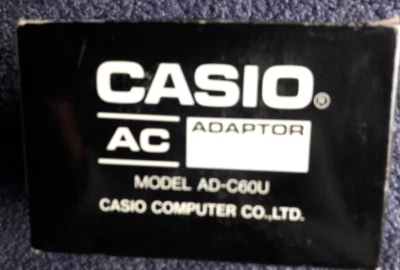 CASIO®
AC ADAPTOR
MODEL AD-C60U
CASIO COMPUTER CO.,LTD.